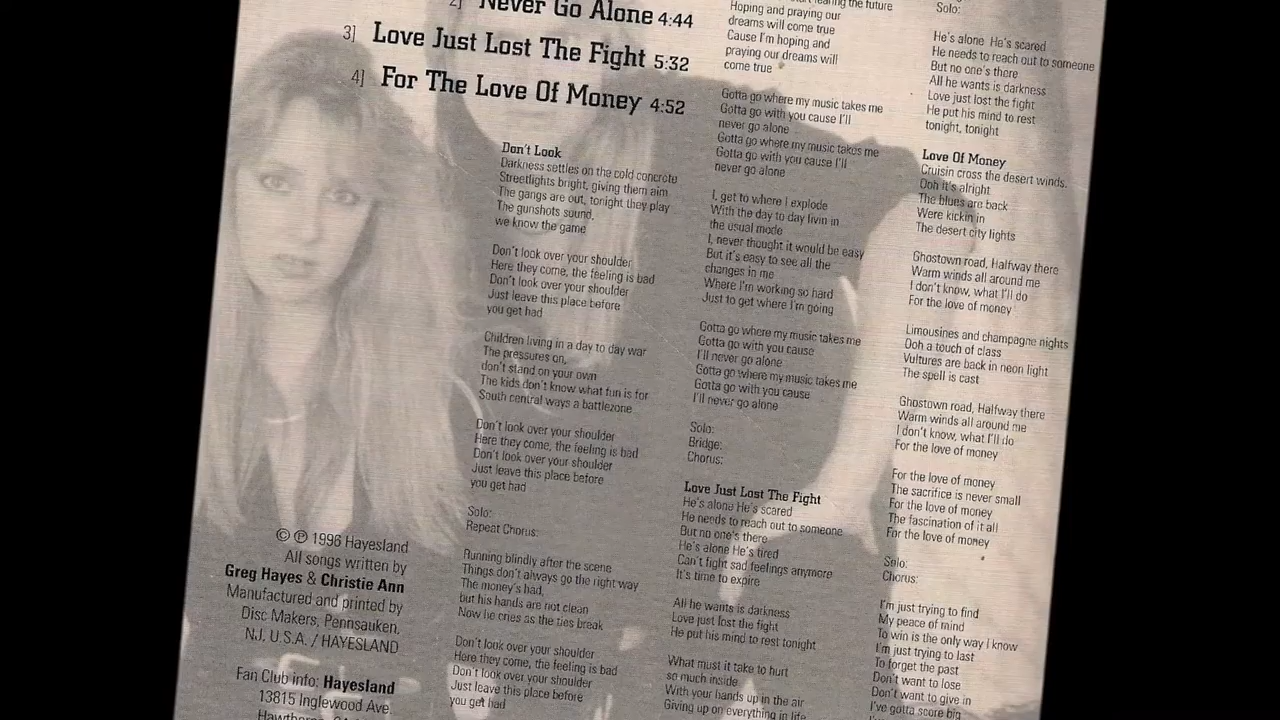 2] Never Go Alone 4:44
3] Love Just Lost The Fight 5:32
4] For The Love Of Money 4:52
Don't Look
Darkness settles on the cold concrete
Streetlights bright, giving them aim
The gangs are out, tonight they play
The gunshots sound,
we know the game
Don't look over your shoulder
Here they come, the feeling is bad
Don't look over your shoulder
Just leave this place before
you get had
Children living in a day to day war
The pressures on,
don't stand on your own
The kids don't know what fun is for
South central ways a battlezone
Don't look over your shoulder
Here they come, the feeling is bad
Don't look over your shoulder
Just leave this place before
you get had
Solo:
Repeat Chorus:
Running blindly after the scene
Things don't always go the right way
The money's had,
but his hands are not clean
Now he cries as the ties break
Don't look over your shoulder
Here they come, the feeling is bad
Don't look over your shoulder
Just leave this place before
you get had
© ℗ 1996 Hayesland
All songs written by
Greg Hayes & Christie Ann
Manufactured and printed by
Disc Makers, Pennsauken,
NJ, U.S.A. / HAYESLAND
Fan Club info: Hayesland
13815 Inglewood Ave.
the future
Hoping and praying our
dreams will come true
Cause I'm hoping and
praying our dreams will
come true
Gotta go where my music takes me
Gotta go with you cause I'll
never go alone
Gotta go where my music takes me
Gotta go with you cause I'll
never go alone
I, get to where I explode
With the day to day livin in
the usual mode
I, never thought it would be easy
But it's easy to see all the
changes in me
Where I'm working so hard
Just to get where I'm going
Gotta go where my music takes me
Gotta go with you cause
I'll never go alone
Gotta go where my music takes me
Gotta go with you cause
I'll never go alone
Solo:
Bridge:
Chorus:
Love Just Lost The Fight
He's alone He's scared
He needs to reach out to someone
But no one's there
He's alone He's tired
Can't fight sad feelings anymore
It's time to expire
All he wants is darkness
Love just lost the fight
He put his mind to rest tonight
What must it take to hurt
so much inside
With your hands up in the air
Giving up on everything in life
Solo:
He's alone He's scared
He needs to reach out to someone
But no one's there
All he wants is darkness
Love just lost the fight
He put his mind to rest
tonight, tonight
Love Of Money
Cruisin cross the desert winds.
Ooh it's alright
The blues are back
Were kickin in
The desert city lights
Ghostown road, Halfway there
Warm winds all around me
I don't know, what I'll do
For the love of money
Limousines and champagne nights
Ooh a touch of class
Vultures are back in neon light
The spell is cast
Ghostown road, Halfway there
Warm winds all around me
I don't know, what I'll do
For the love of money
For the love of money
The sacrifice is never small
For the love of money
The fascination of it all
For the love of money
Solo:
Chorus:
I'm just trying to find
My peace of mind
To win is the only way I know
I'm just trying to last
To forget the past
Don't want to lose
Don't want to give in
I've gotta score big